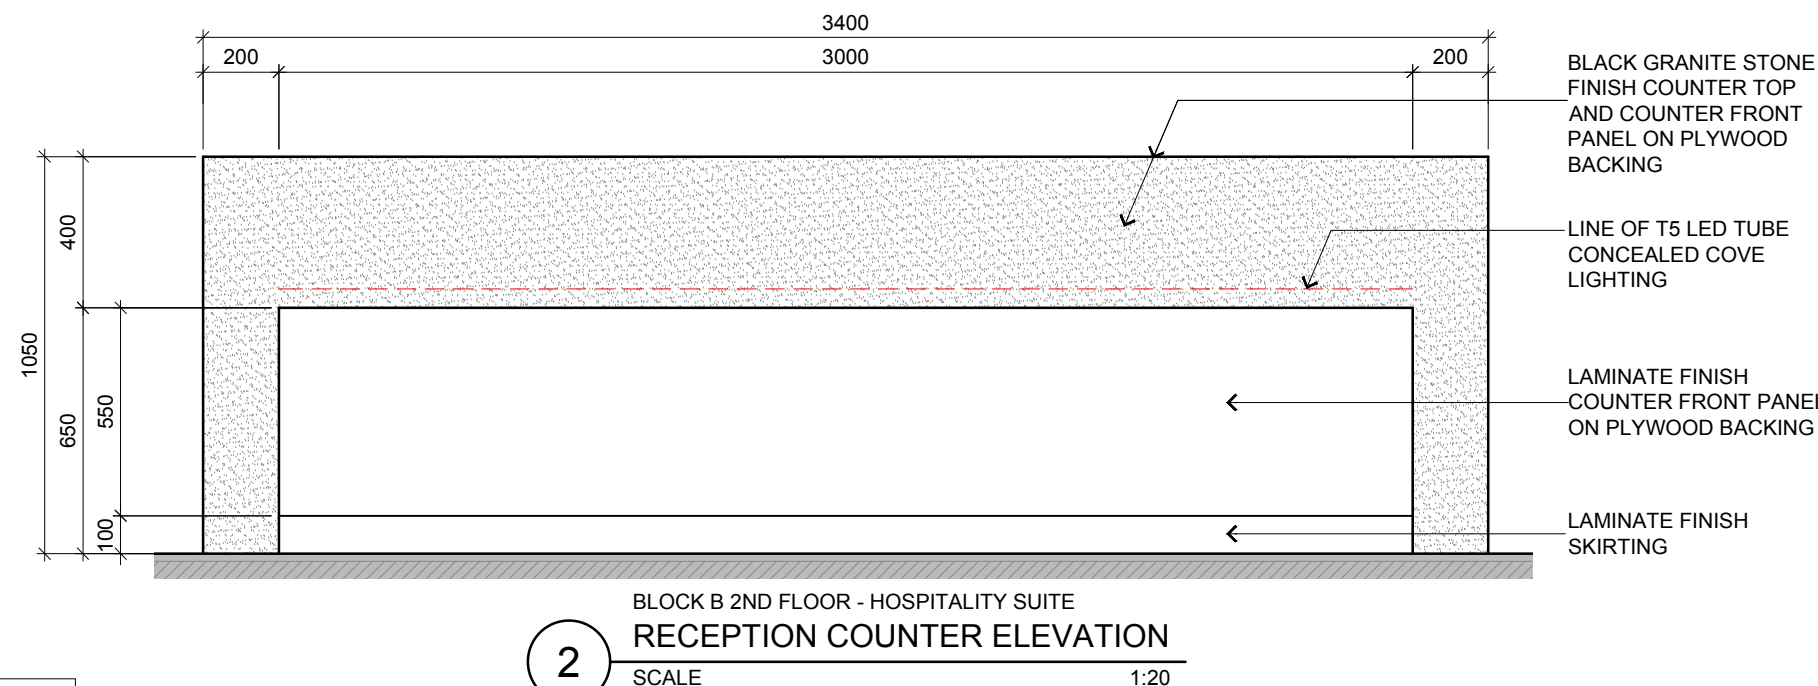 3400
200
3000
200
BLACK GRANITE STONE
FINISH COUNTER TOP
AND COUNTER FRONT
PANEL ON PLYWOOD
BACKING
400
LINE OF T5 LED TUBE
CONCEALED COVE
LIGHTING
1050
650
550
100
LAMINATE FINISH
COUNTER FRONT PANEL
ON PLYWOOD BACKING
LAMINATE FINISH
SKIRTING
BLOCK B 2ND FLOOR - HOSPITALITY SUITE
2
RECEPTION COUNTER ELEVATION
SCALE 1:20